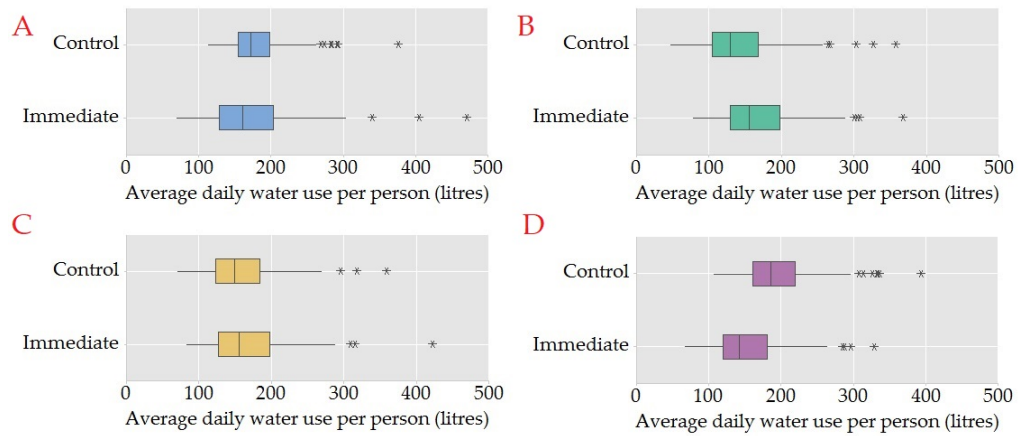 A
Control
Immediate
0 100 200 300 400 500
Average daily water use per person (litres)
B
Control
Immediate
0 100 200 300 400 500
Average daily water use per person (litres)
C
Control
Immediate
0 100 200 300 400 500
Average daily water use per person (litres)
D
Control
Immediate
0 100 200 300 400 500
Average daily water use per person (litres)